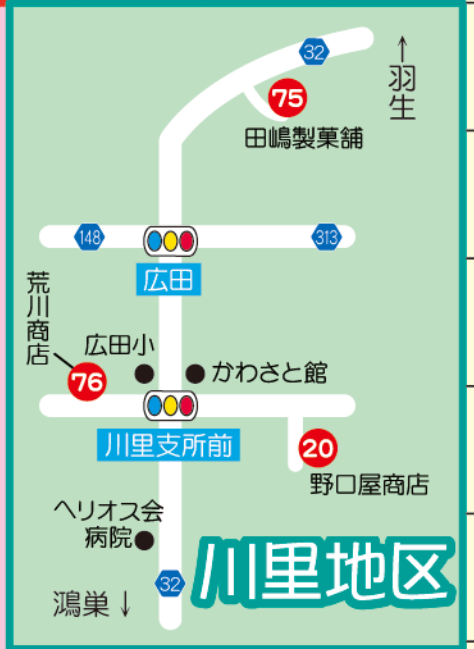 32
↑
羽生
75
田嶋製菓舗
148
313
広田
荒川商店
広田小
かわさと館
76
川里支所前
20
野口屋商店
ヘリオス会
病院
川里地区
32
鴻巣↓